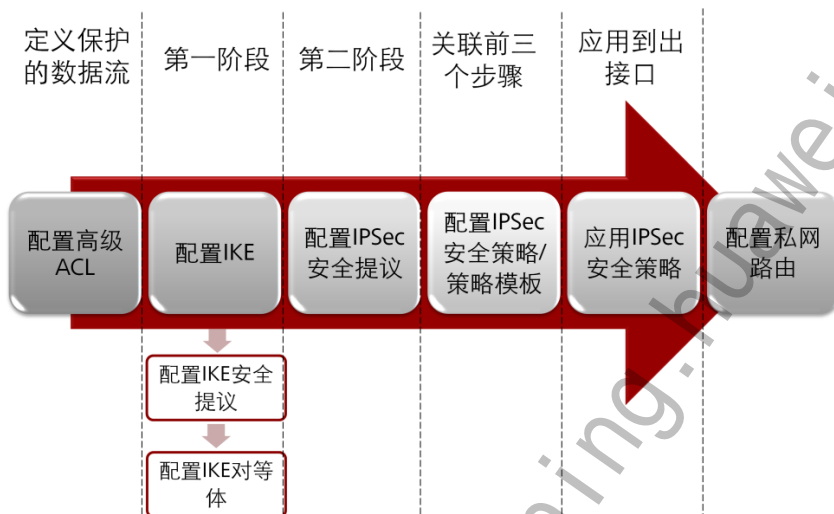 定义保护
的数据流
第一阶段
第二阶段
关联前三
个步骤
应用到出
接口
配置高级
ACL
配置IKE
配置IPSec
安全提议
配置IPSec
安全策略/
策略模板
应用IPSec
安全策略
配置私网
路由
配置IKE安全
提议
配置IKE对等
体
ning.huawei